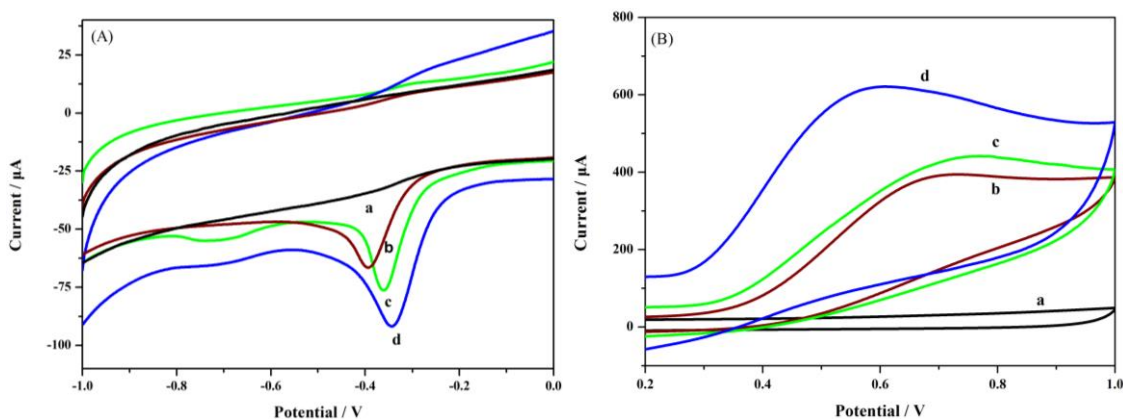 (A)
25
0
-25
-50
-75
-100
Current / µA
a
b
c
d
-1.0 -0.8 -0.6 -0.4 -0.2 0.0
Potential / V
(B)
800
600
400
200
0
Current / µA
d
c
b
a
0.2 0.4 0.6 0.8 1.0
Potential / V